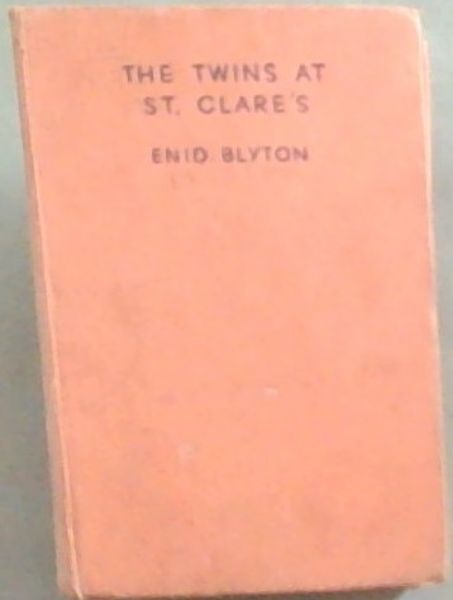 THE TWINS AT
ST. CLARE'S
ENID BLYTON